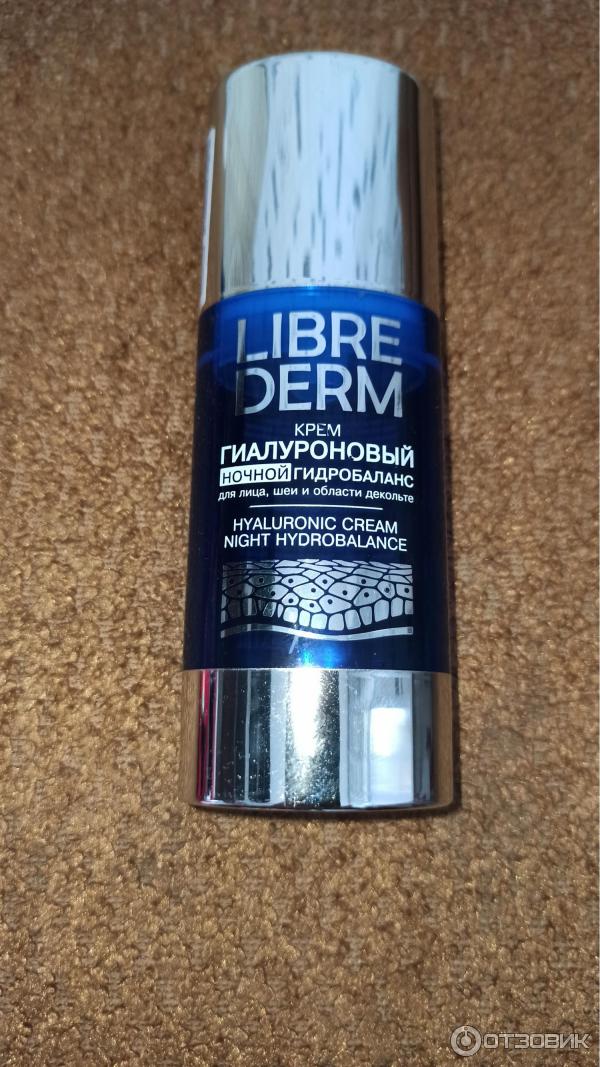 LIBRE
DERM
КРЕМ
ГИАЛУРОНОВЫЙ
НОЧНОЙ ГИДРОБАЛАНС
для лица, шеи и области декольте
HYALURONIC CREAM
NIGHT HYDROBALANCE
ОТЗОВИК